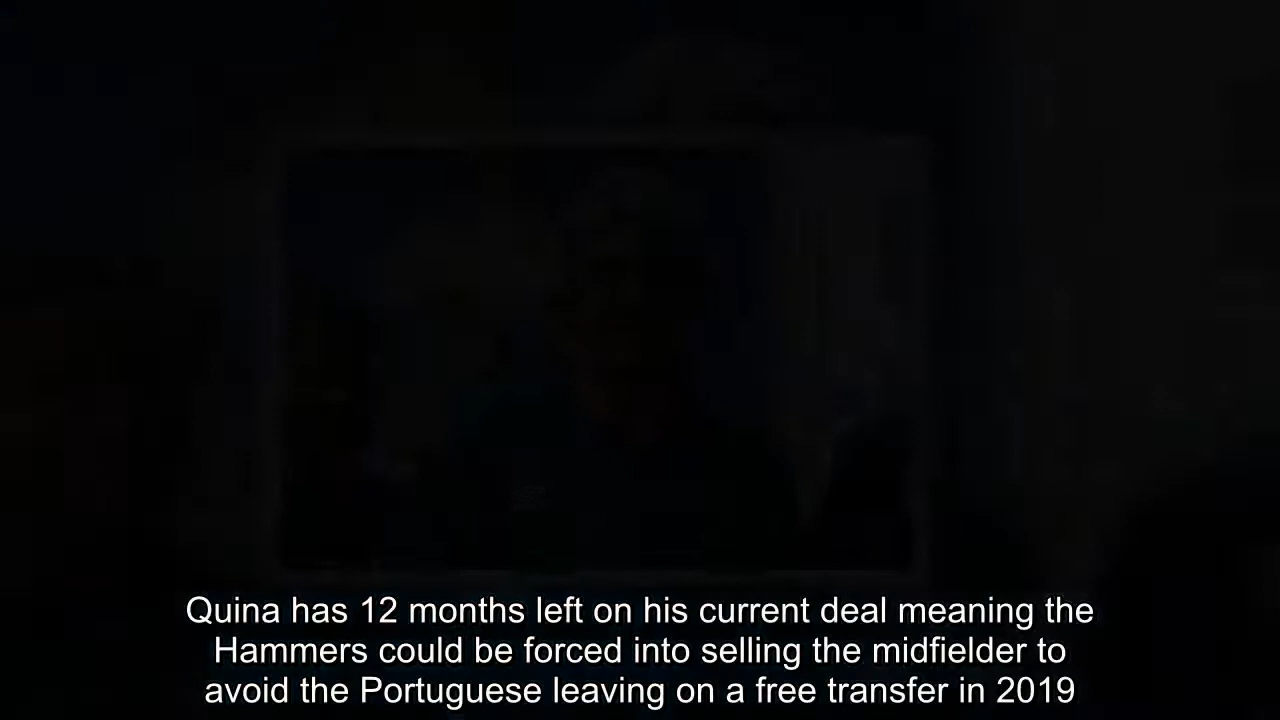 Quina has 12 months left on his current deal meaning the
Hammers could be forced into selling the midfielder to
avoid the Portuguese leaving on a free transfer in 2019